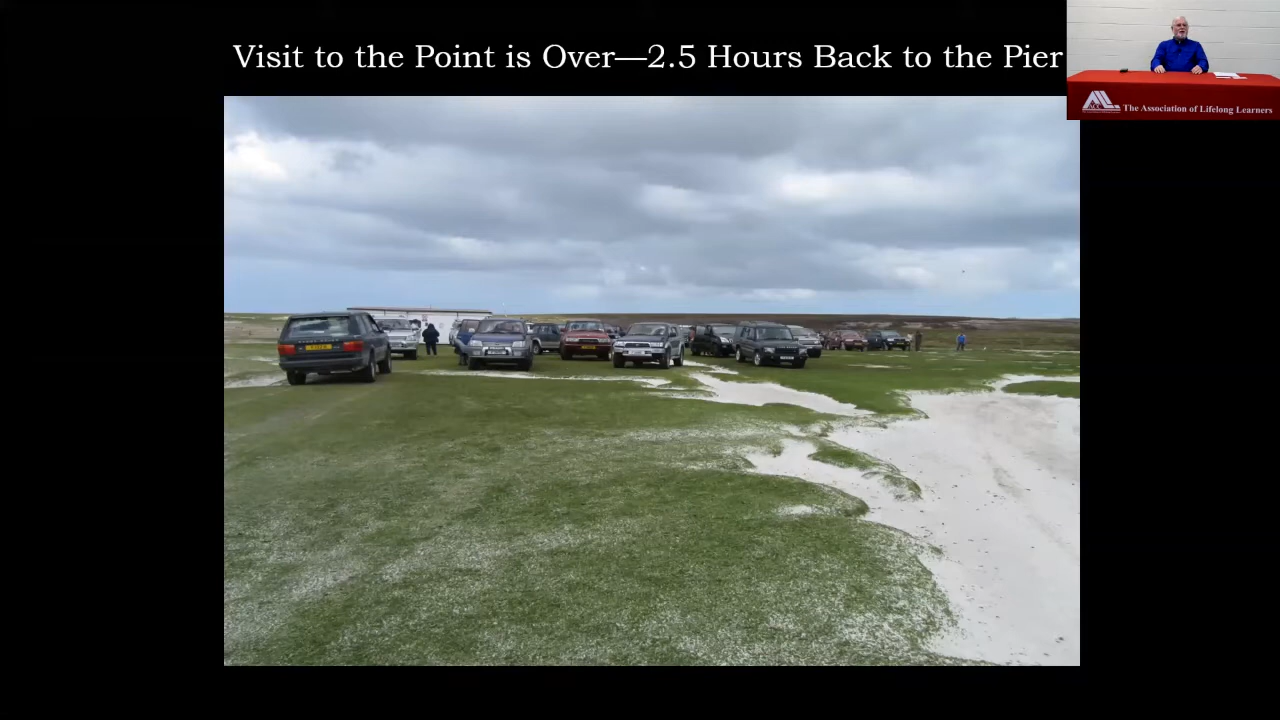 Visit to the Point is Over—2.5 Hours Back to the Pier
The Association of Lifelong Learners